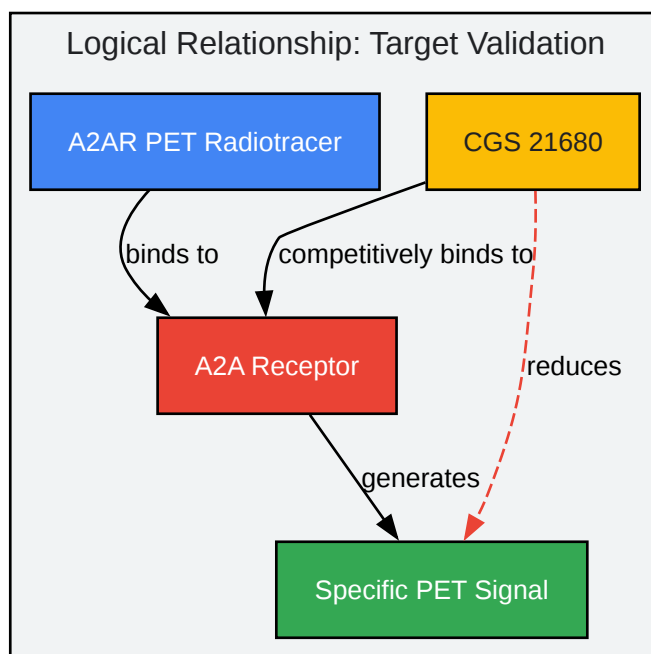 Logical Relationship: Target Validation
A2AR PET Radiotracer
CGS 21680
binds to
competitively binds to
A2A Receptor
reduces
generates
Specific PET Signal